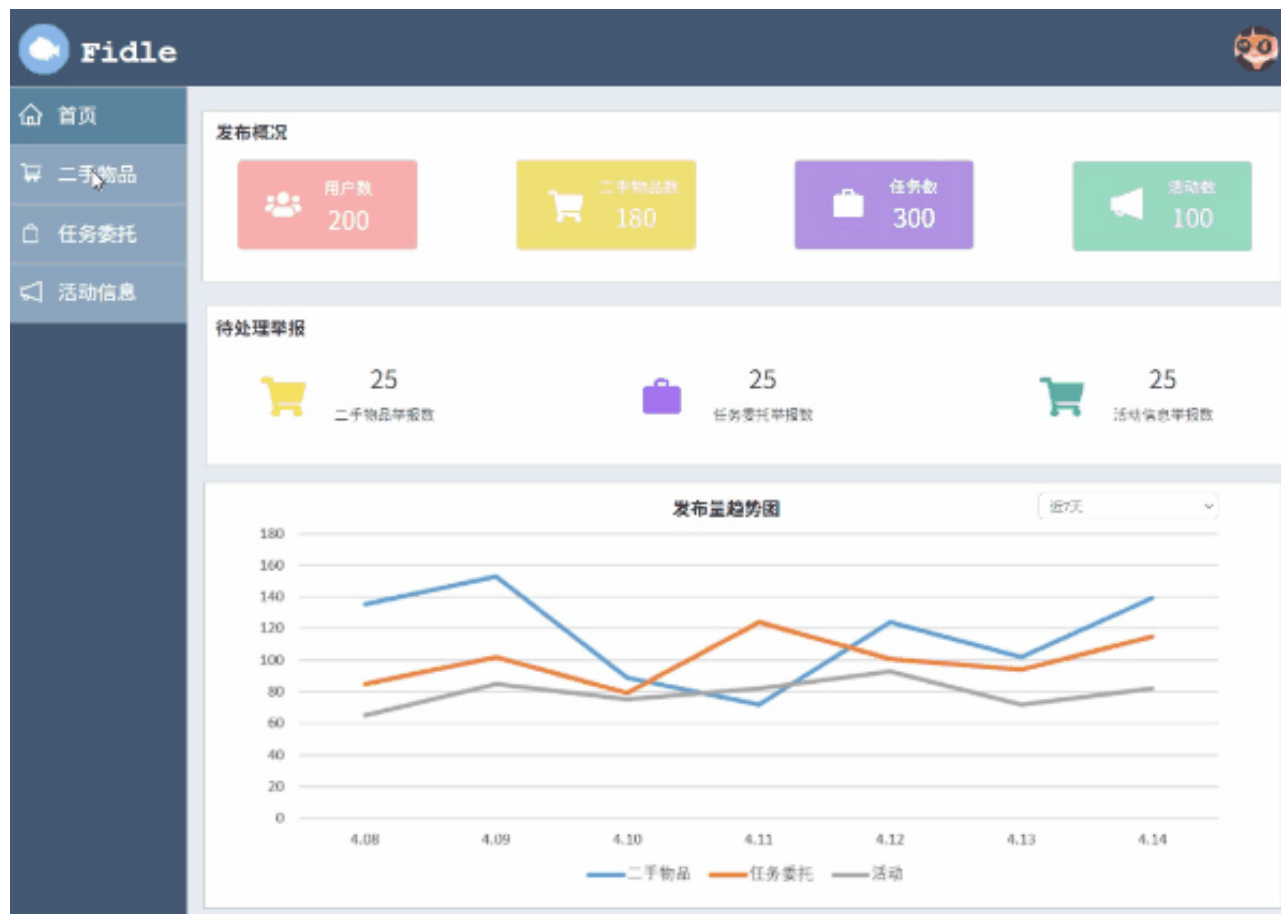 Fidle
首页
二手物品
任务委托
活动信息
发布概况
用户数
200
二手物品数
180
任务数
300
活动数
100
待处理举报
25
二手物品举报数
25
任务委托举报数
25
活动信息举报数
发布量趋势图
近7天
180
160
140
120
100
80
60
40
20
0
4.08 4.09 4.10 4.11 4.12 4.13 4.14
二手物品 任务委托 活动